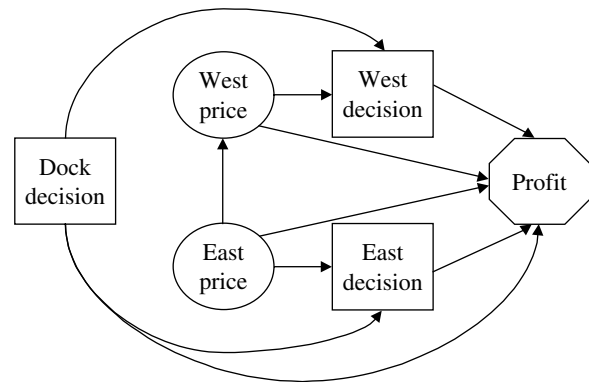 West
price
West
decision
Dock
decision
Profit
East
price
East
decision